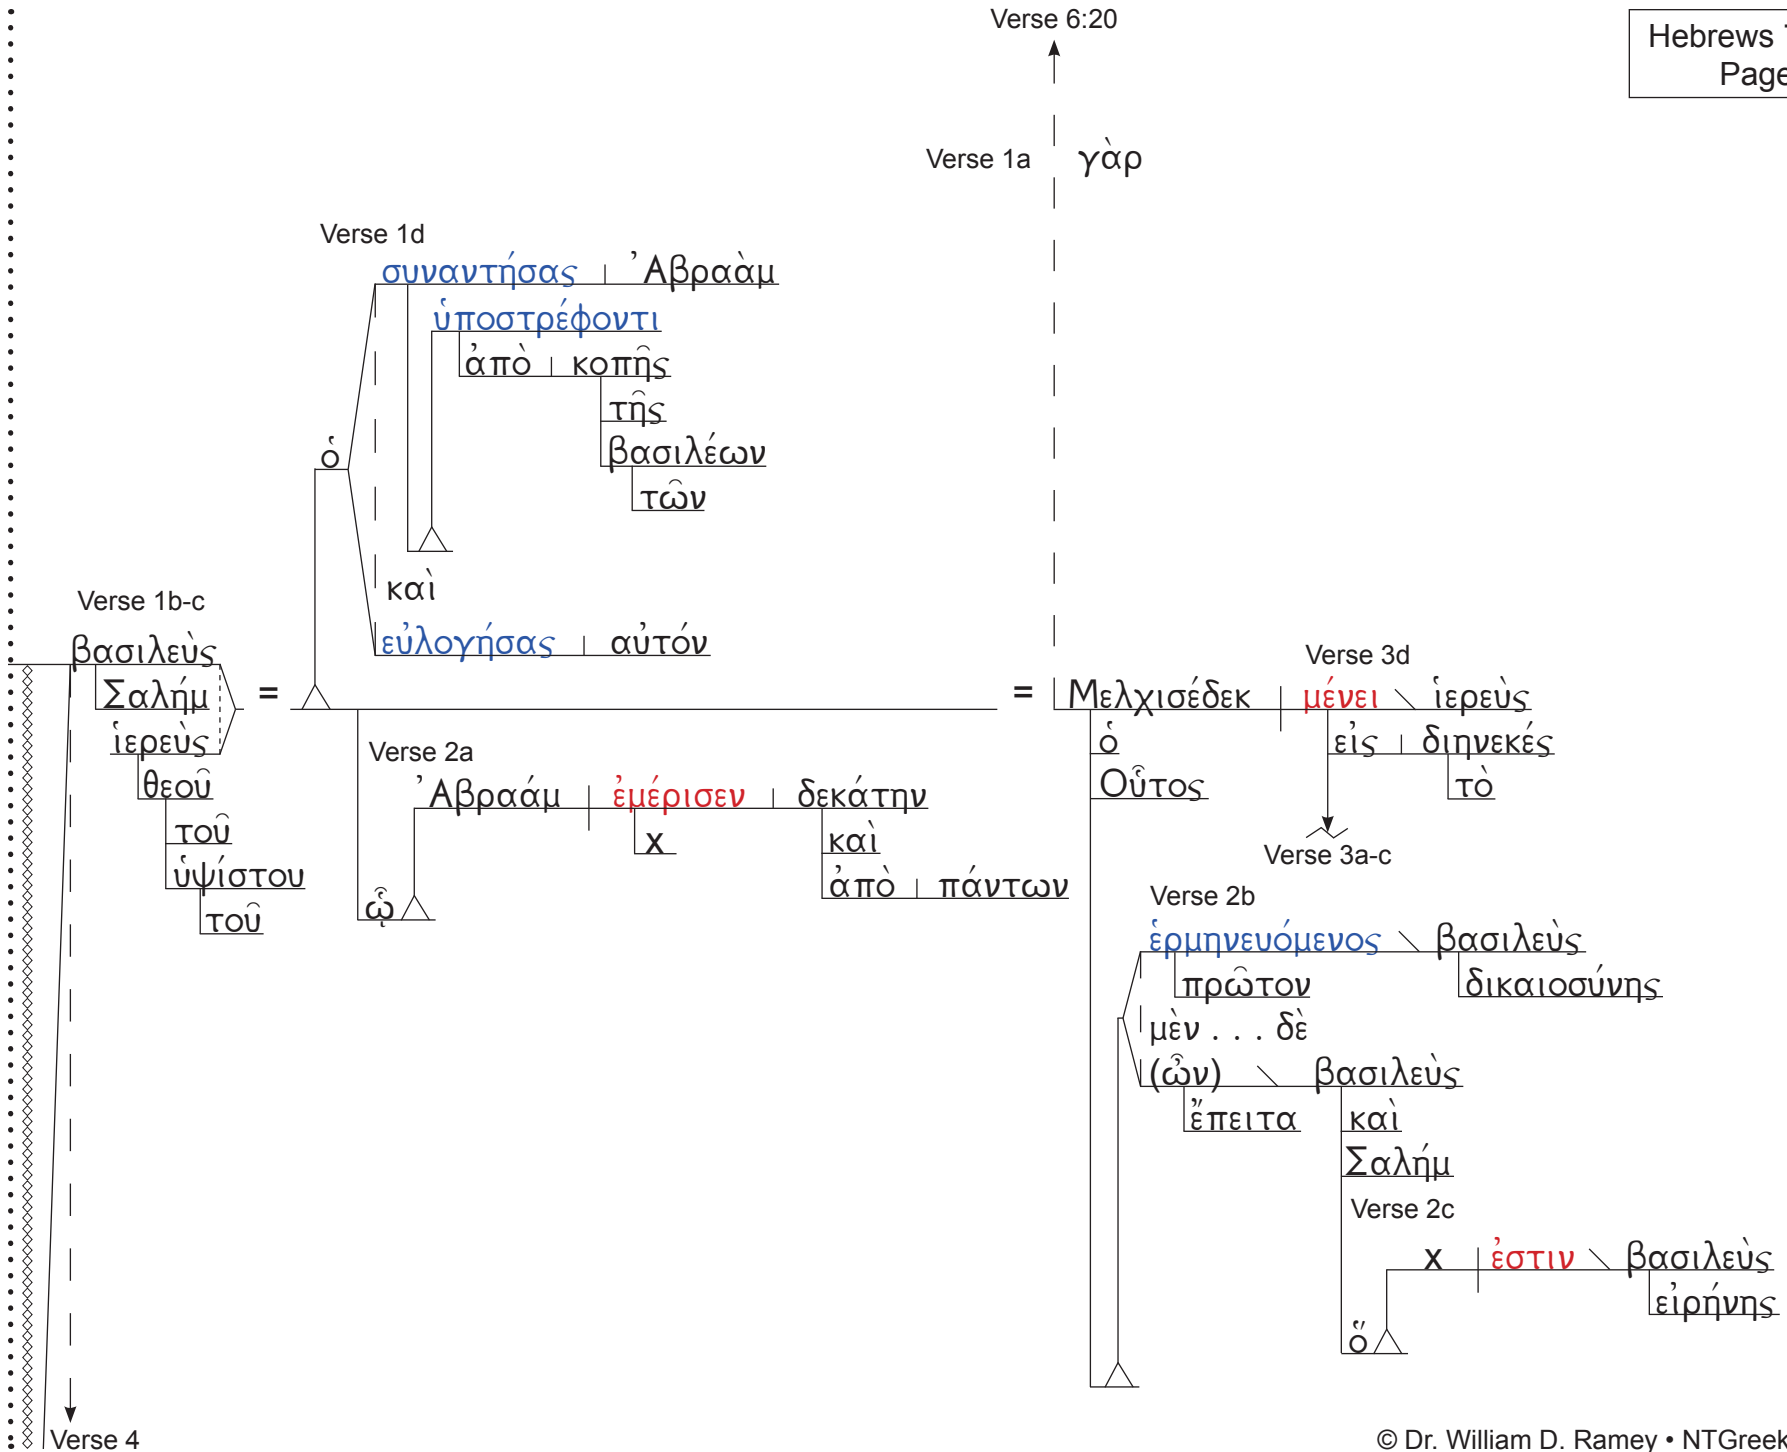 Verse 6:20
Hebrews
Page
Verse 1a γὰρ
Verse 1d
συναντήσας Ἀβραὰμ
ὑποστρέφοντι
ἀπὸ κοπῆς
τῆς
βασιλέων
τῶν
ὁ
καὶ
εὐλογήσας αὐτόν
Verse 1b-c
βασιλεὺς
Σαλήμ
ἱερεὺς
θεοῦ
τοῦ
ὑψίστου
τοῦ
=
Verse 2a
Ἀβραάμ ἐμέρισεν δεκάτην
x καὶ
ἀπὸ πάντων
ᾧ
=
Verse 3d
Μελχισέδεκ μένει ἱερεὺς
ὁ εἰς διηνεκές
Οὗτος τὸ
Verse 3a-c
Verse 2b
ἑρμηνευόμενος βασιλεὺς
πρῶτον δικαιοσύνης
μὲν . . . δὲ
(ὢν) βασιλεὺς
ἔπειτα καὶ
Σαλήμ
Verse 2c
x ἐστιν βασιλεὺς
εἰρήνης
ὅ
Verse 4
© Dr. William D. Ramey • NTGreek